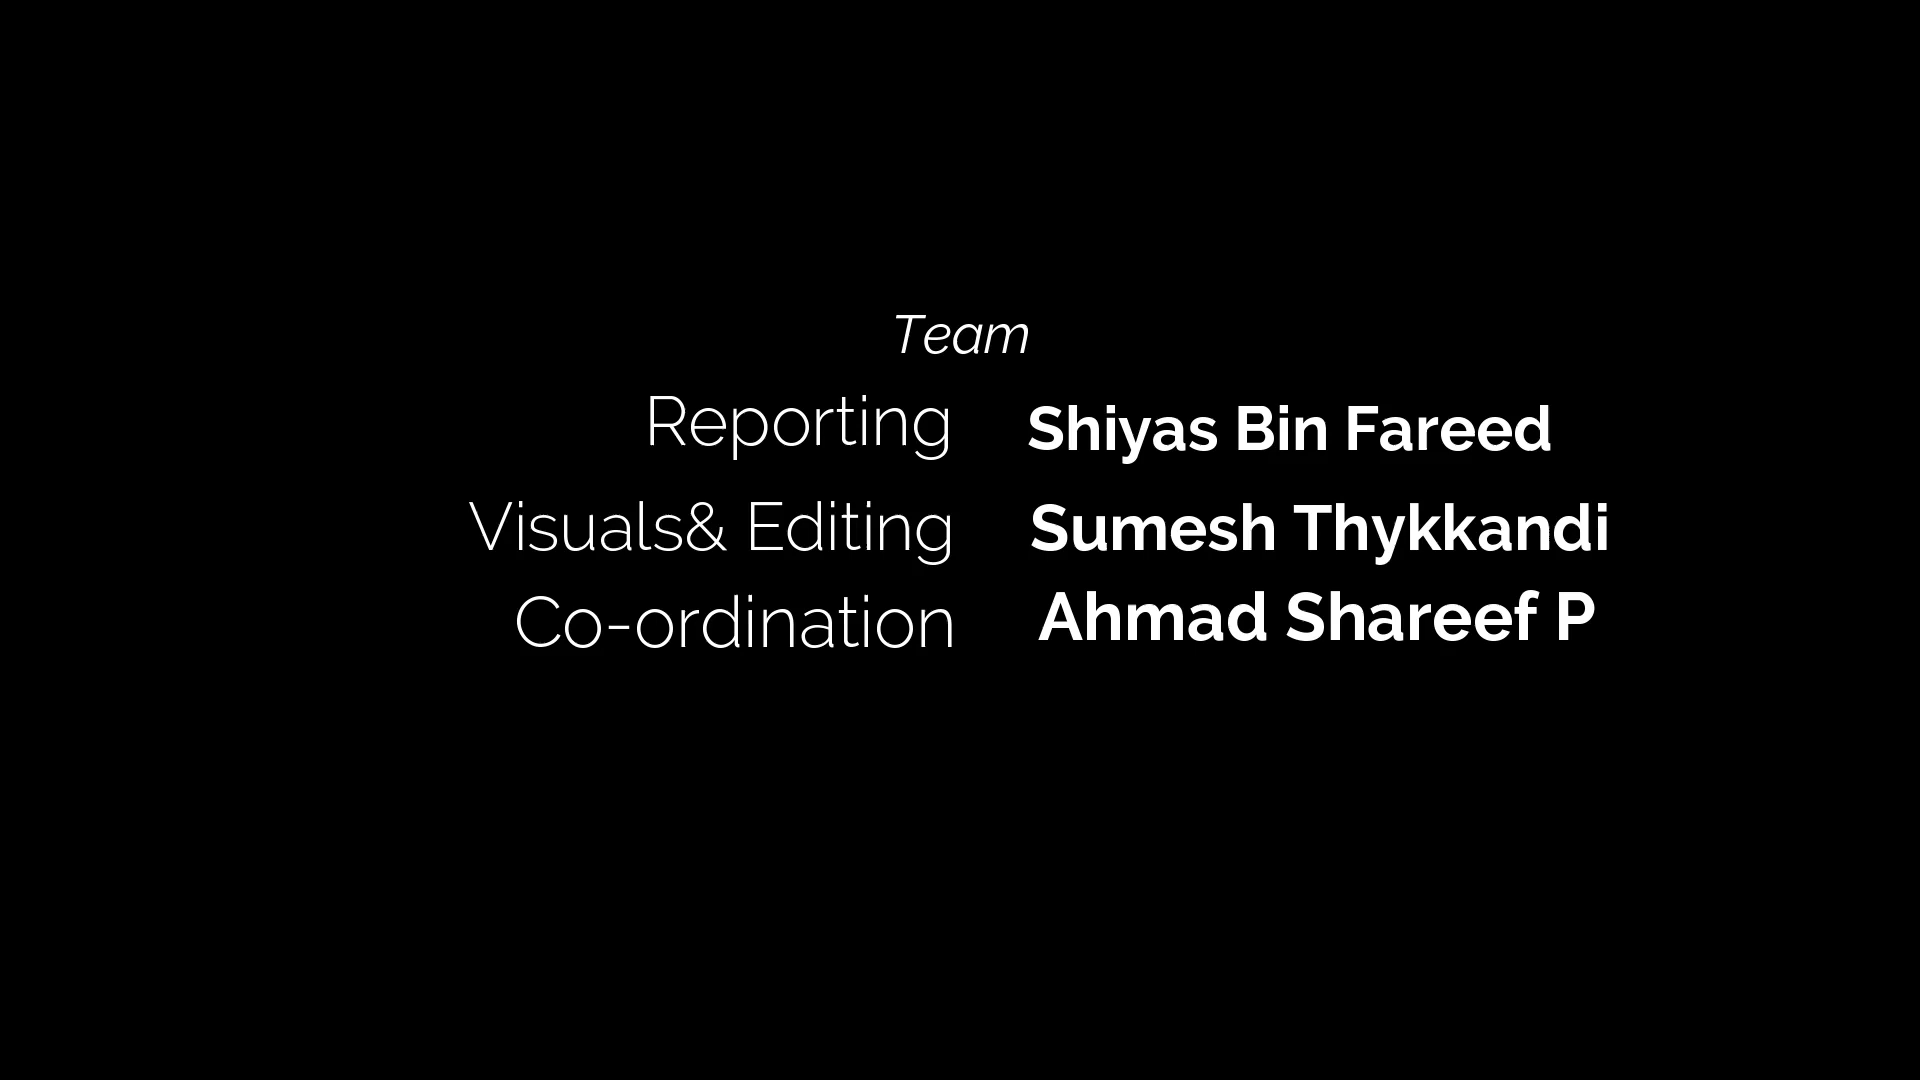 Team
Reporting Shiyas Bin Fareed
Visuals& Editing Sumesh Thykkandi
Co-ordination Ahmad Shareef P